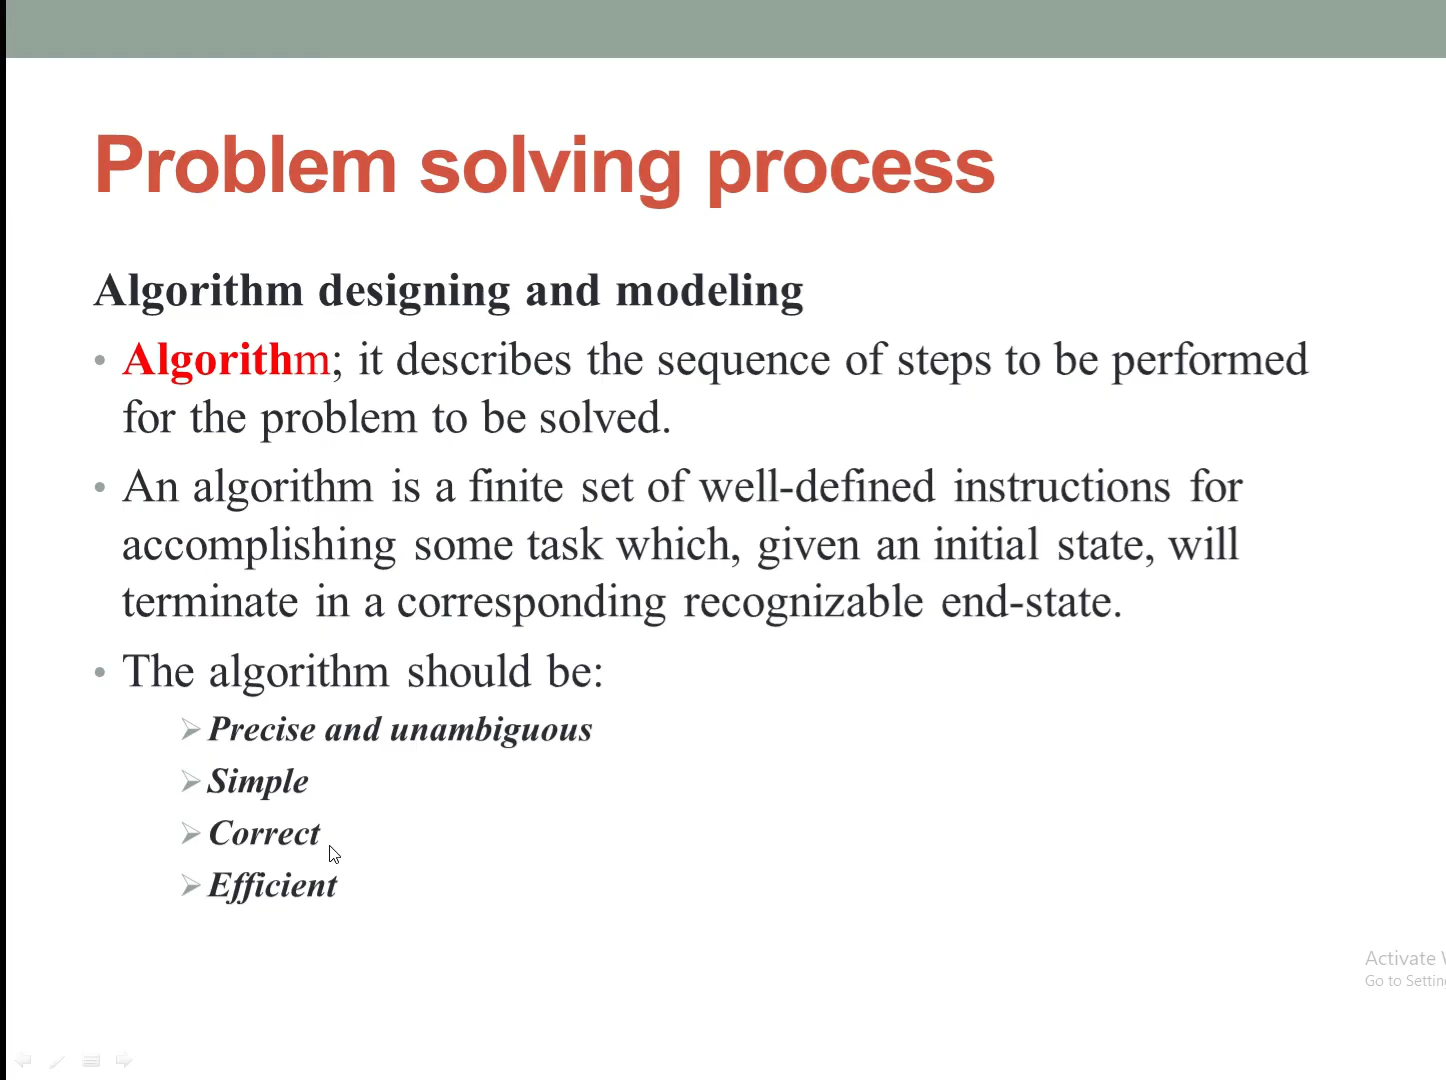 Problem solving process
Algorithm designing and modeling
• Algorithm; it describes the sequence of steps to be performed
for the problem to be solved.
• An algorithm is a finite set of well-defined instructions for
accomplishing some task which, given an initial state, will
terminate in a corresponding recognizable end-state.
• The algorithm should be:
➢ Precise and unambiguous
➢ Simple
➢ Correct
➢ Efficient
Activate
Go to